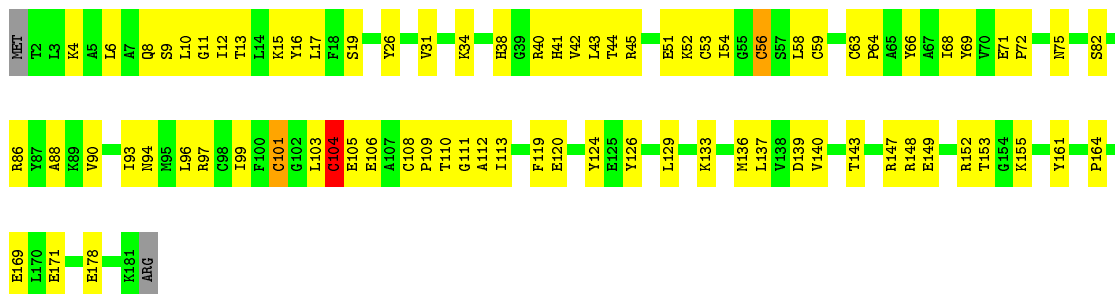 MET T2 L3 K4 A5 L6 A7 Q8 S9 L10 G11 I12 T13 L14 K15 Y16 L17 F18 S19 Y26 V31 K34 H38 G39 R40 H41 V42 L43 T44 R45 E51 K52 C53 I54 G55 C56 S57 L58 C59 C63 P64 A65 Y66 A67 I68 Y69 V70 E71 P72 N75 S82
R86 Y87 A88 K89 V90 I93 N94 M95 L96 R97 C98 I99 F100 C101 G102 L103 C104 E105 E106 A107 C108 P109 T110 G111 A112 I113 F119 E120 Y124 E125 Y126 L129 K133 M136 L137 V138 D139 V140 T143 R147 R148 E149 R152 T153 G154 K155 Y161 P164
E169 L170 E171 E178 K181 ARG